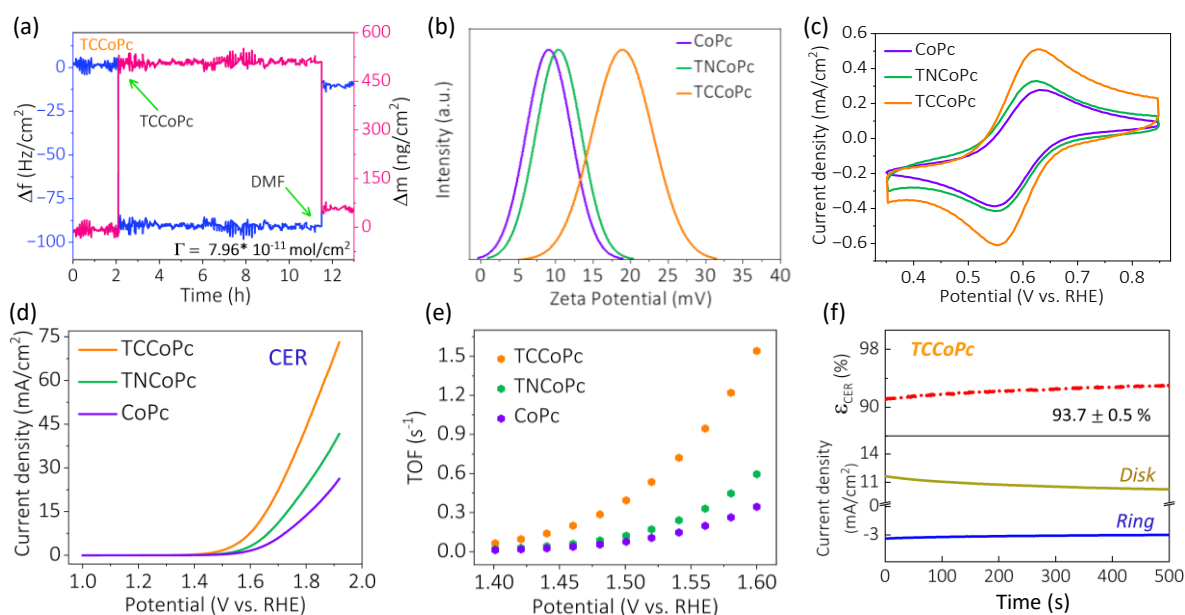 (a)
TCCoPc
Δf (Hz/cm²)
0
−25
−50
−75
−100
TCCoPc
DMF
Γ = 7.96* 10⁻¹¹ mol/cm²
600
450
300
150
0
Δm (ng/cm²)
0 2 4 6 8 10 12
Time (h)
(b)
Intensity (a.u.)
CoPc
TNCoPc
TCCoPc
0 10 20 30 40
Zeta Potential (mV)
(c)
Current density (mA/cm²)
0.6
0.4
0.2
0.0
−0.2
−0.4
−0.6
CoPc
TNCoPc
TCCoPc
0.4 0.5 0.6 0.7 0.8
Potential (V vs. RHE)
(d)
Current density (mA/cm²)
75
60
45
30
15
0
TCCoPc
TNCoPc
CoPc
CER
1.0 1.2 1.4 1.6 1.8 2.0
Potential (V vs. RHE)
(e)
TOF (s⁻¹)
1.5
1.2
0.9
0.6
0.3
0.0
TCCoPc
TNCoPc
CoPc
1.40 1.45 1.50 1.55 1.60
Potential (V vs. RHE)
(f)
ε_CER (%)
98
90
TCCoPc
93.7 ± 0.5 %
Current density
(mA/cm²)
14
11
0
-3
Disk
Ring
0 100 200 300 400 500
Time (s)